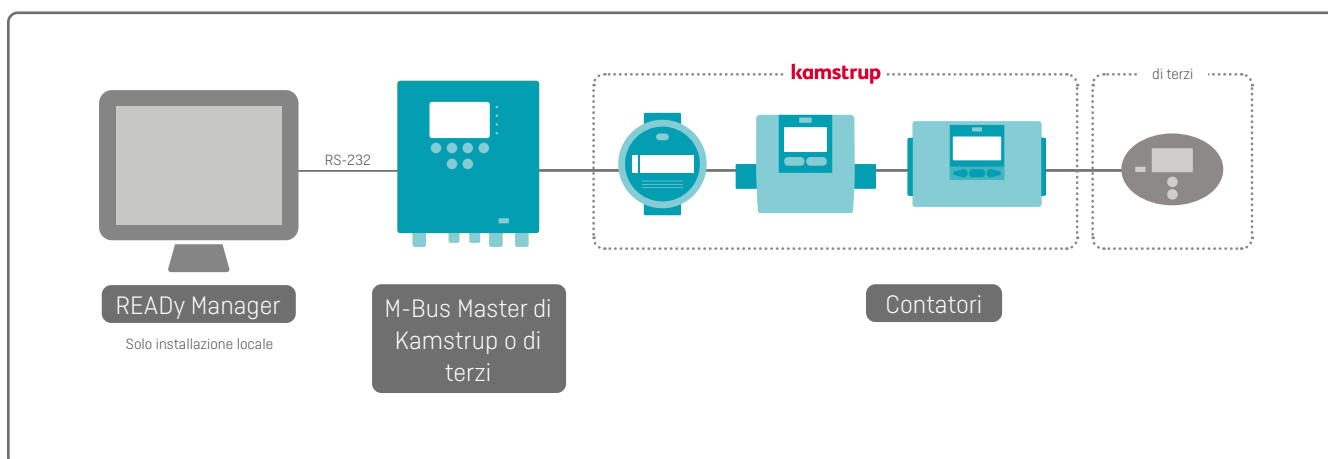 kamstrup
di terzi
RS-232
READy Manager
Solo installazione locale
M-Bus Master di
Kamstrup o di
terzi
Contatori